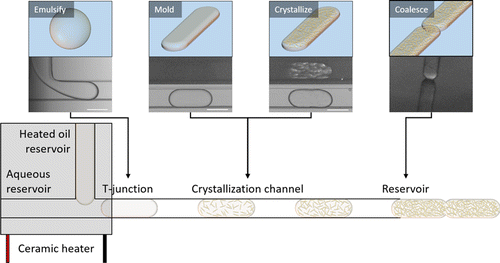 Emulsify
Mold
Crystallize
Coalesce
Heated oil
reservoir
Aqueous
reservoir
T-junction
Crystallization channel
Reservoir
Ceramic heater